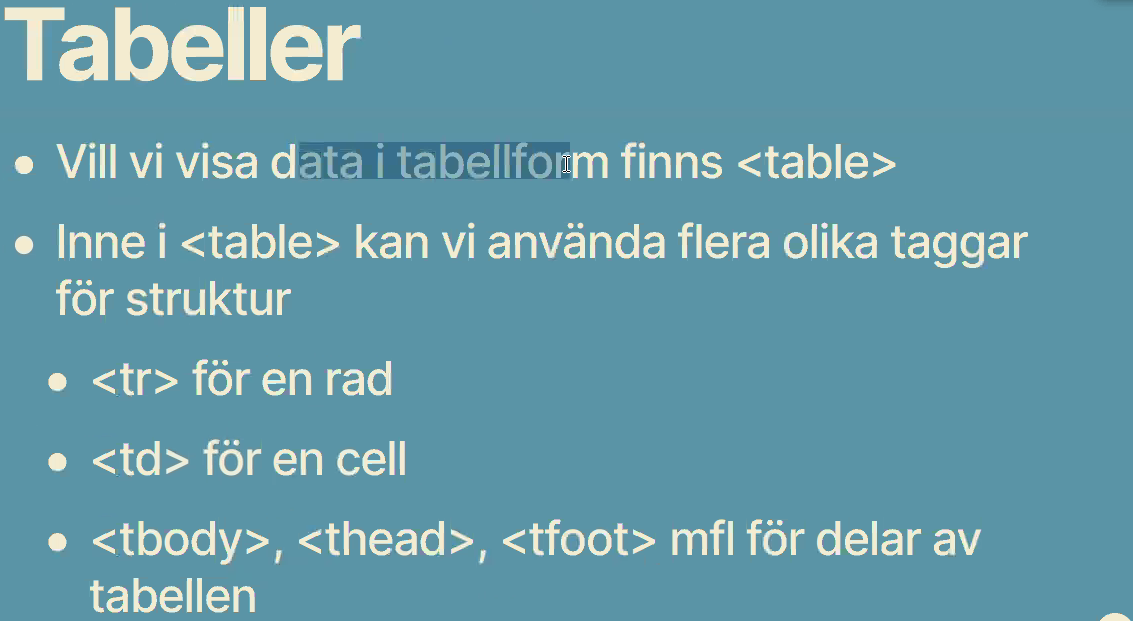 Tabeller
• Vill vi visa data i tabellform finns <table>
• Inne i <table> kan vi använda flera olika taggar
för struktur
• <tr> för en rad
• <td> för en cell
• <tbody>, <thead>, <tfoot> mfl för delar av
tabellen